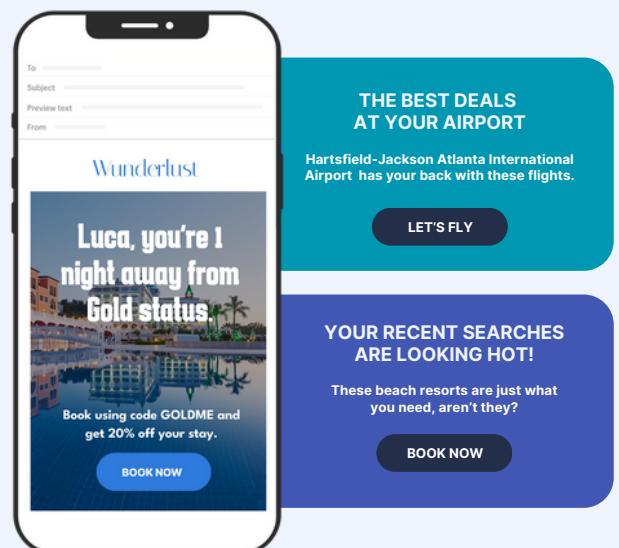 To
Subject
Preview text
From
Wunderlust
Luca, you're 1
night away from
Gold status.
Book using code GOLDME and
get 20% off your stay.
BOOK NOW
THE BEST DEALS
AT YOUR AIRPORT
Hartsfield-Jackson Atlanta International
Airport has your back with these flights.
LET'S FLY
YOUR RECENT SEARCHES
ARE LOOKING HOT!
These beach resorts are just what
you need, aren't they?
BOOK NOW